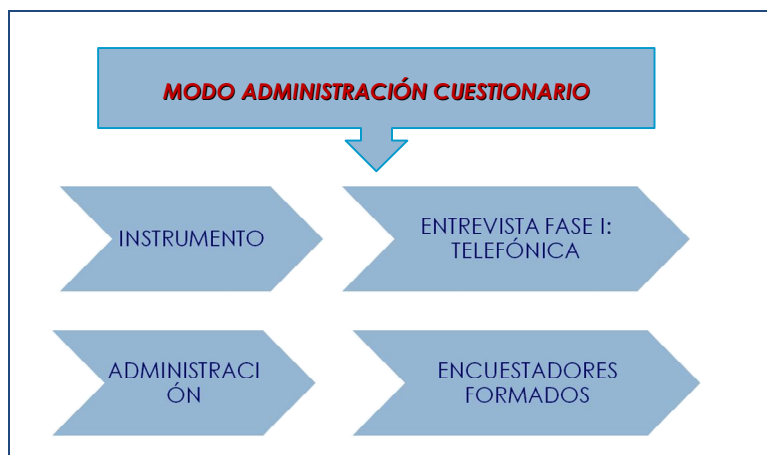 MODO ADMINISTRACIÓN CUESTIONARIO
INSTRUMENTO
ENTREVISTA FASE I:
TELEFÓNICA
ADMINISTRACI
ÓN
ENCUESTADORES
FORMADOS